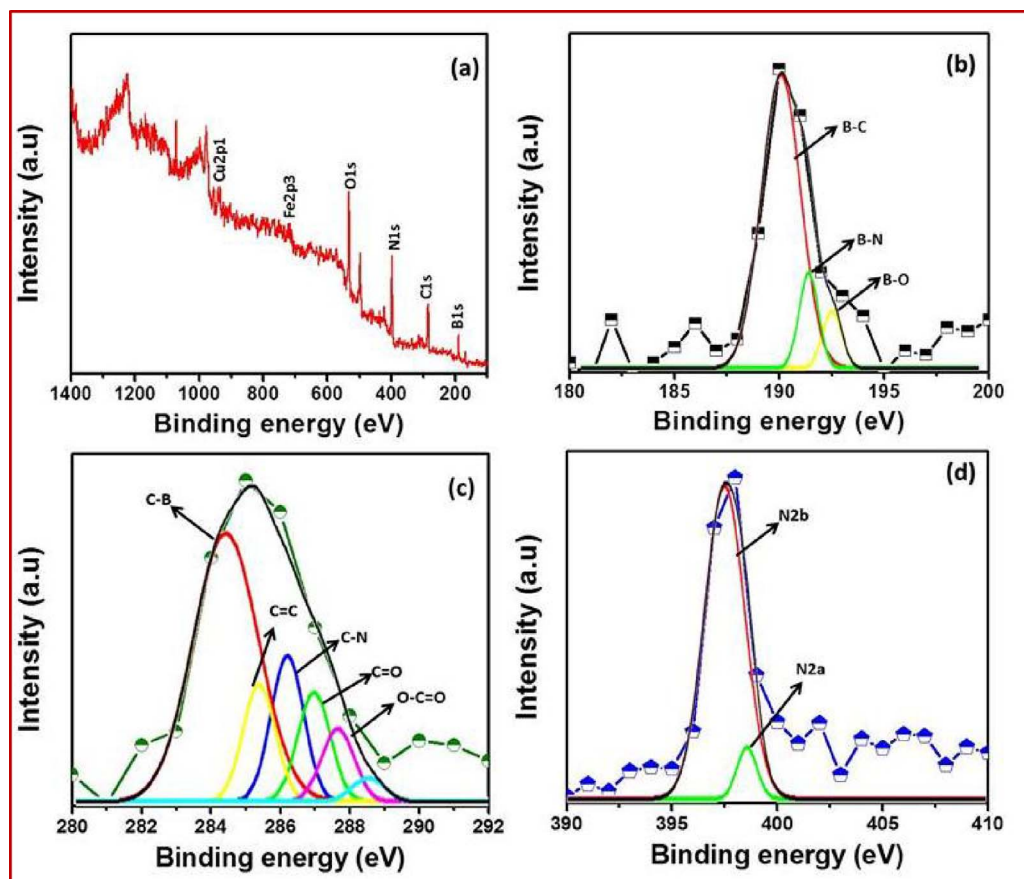 (a)
Cu2p1
Fe2p3
O1s
N1s
C1s
B1s
Intensity (a.u)
1400 1200 1000 800 600 400 200
Binding energy (eV)
(b)
B-C
B-N
B-O
Intensity (a.u)
180 185 190 195 200
Binding energy (eV)
(c)
C-B
C=C
C-N
C=O
O-C=O
Intensity (a.u)
280 282 284 286 288 290 292
Binding energy (eV)
(d)
N2b
N2a
Intensity (a.u)
390 395 400 405 410
Binding energy (eV)